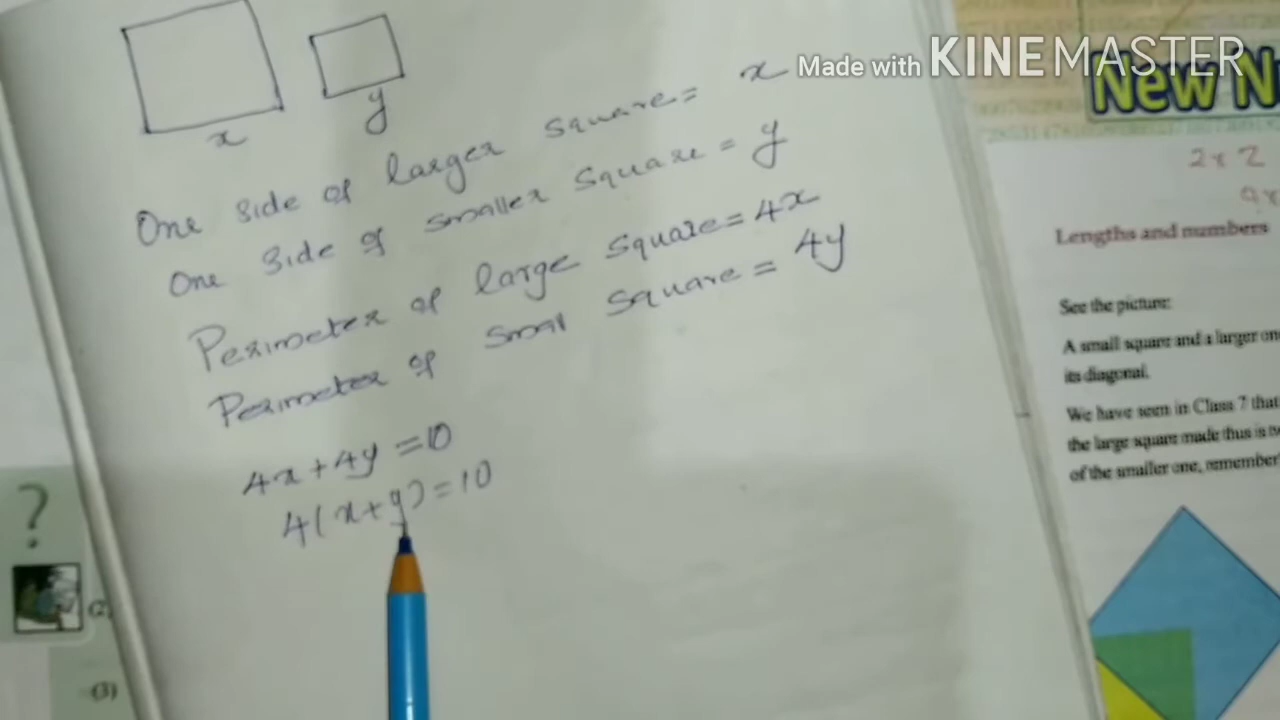 Made with KINEMASTER
x
y
One side of larger square = x
One side of smaller square = y
Perimeter of large square = 4x
Perimeter of small square = 4y
4x + 4y = 10
4(x+y) = 10
?
(2)
(3)
New N
Lengths and numbers
See the picture:
A small square and a larger on
its diagonal.
We have seen in Class 7 that
the large square made thus is
of the smaller one, remember